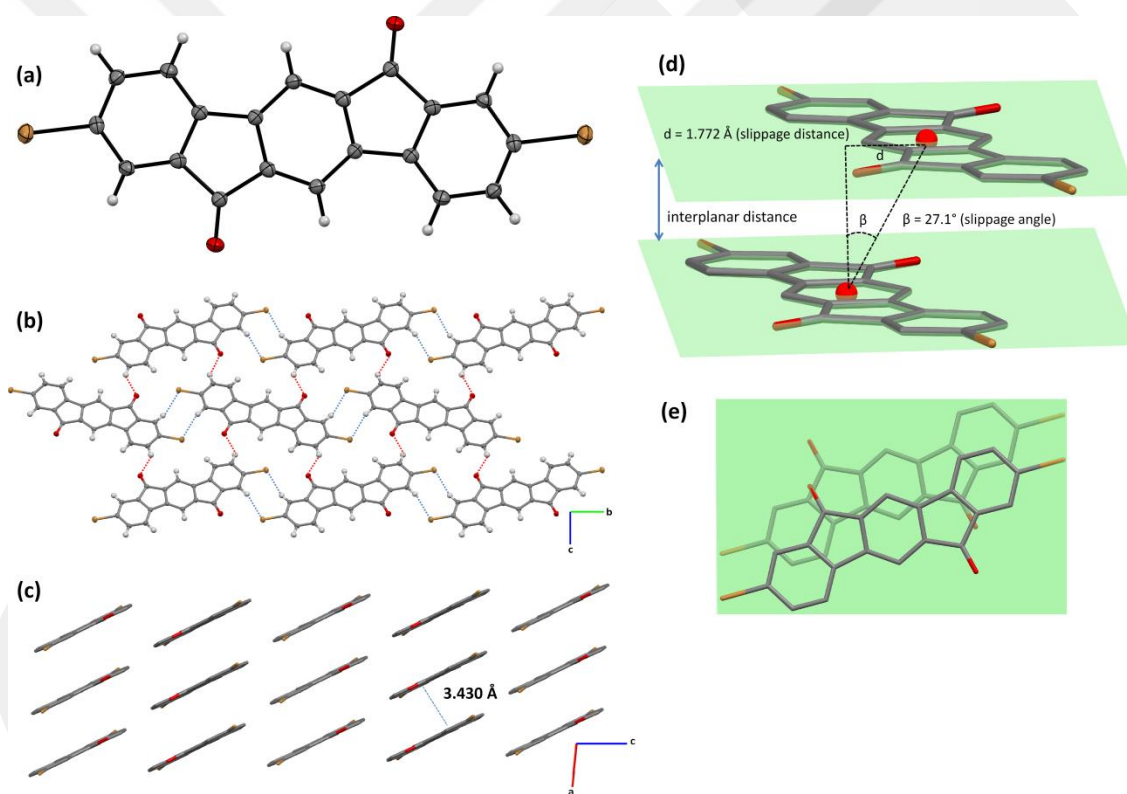 (a)
(b)
b
c
(c)
3.430 Å
c
a
(d)
d = 1.772 Å (slippage distance)
d
interplanar distance
β
β = 27.1° (slippage angle)
(e)